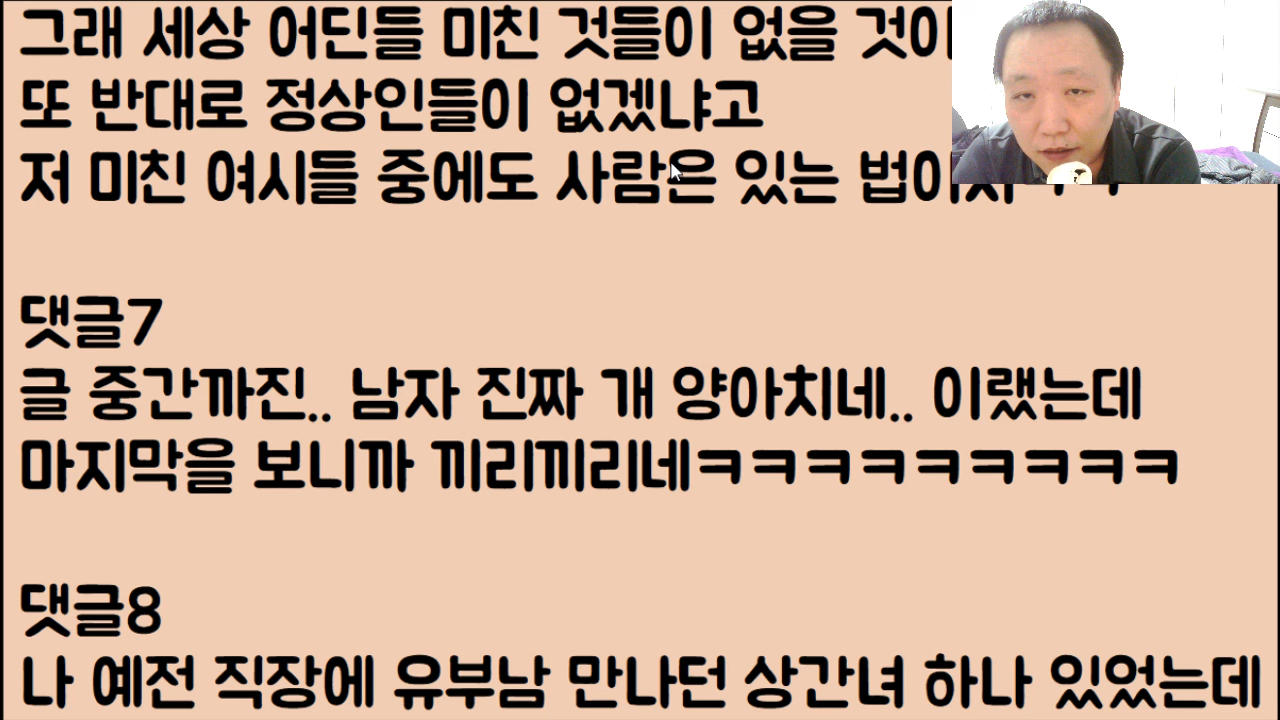 그래 세상 어딘들 미친 것들이 없을 것이
또 반대로 정상인들이 없겠냐고
저 미친 여시들 중에도 사람은 있는 법이지
댓글7
글 중간까진.. 남자 진짜 개 양아치네.. 이랬는데
마지막을 보니까 끼리끼리네ㅋㅋㅋㅋㅋㅋㅋㅋㅋ
댓글8
나 예전 직장에 유부남 만나던 상간녀 하나 있었는데